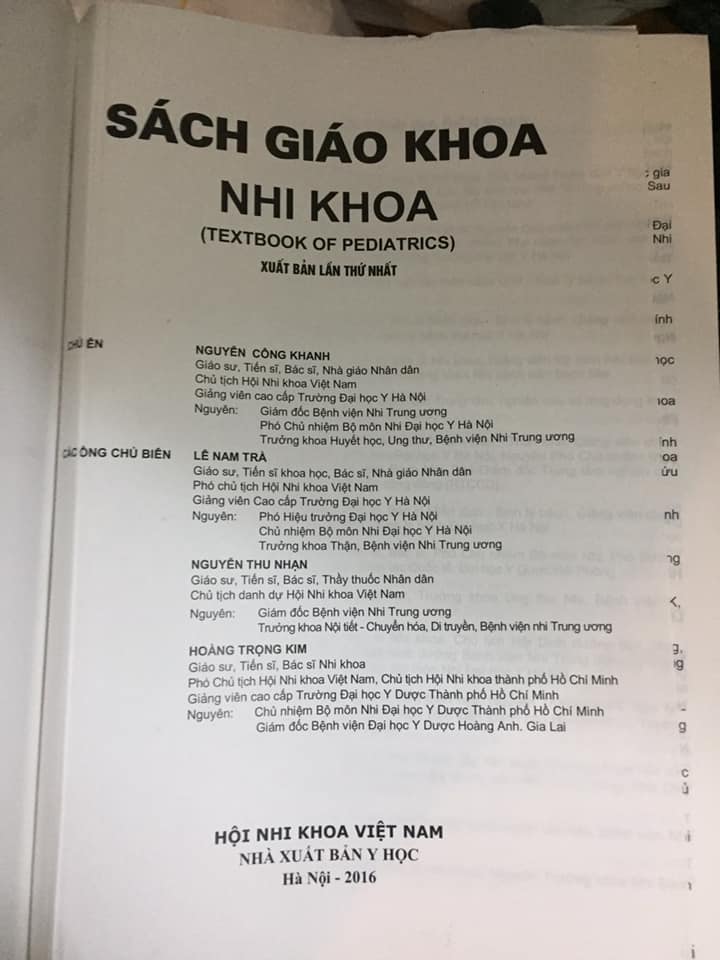 SÁCH GIÁO KHOA
NHI KHOA
(TEXTBOOK OF PEDIATRICS)
XUẤT BẢN LẦN THỨ NHẤT
NGUYỄN CÔNG KHANH
Giáo sư, Tiến sĩ, Bác sĩ, Nhà giáo Nhân dân
Chủ tịch Hội Nhi khoa Việt Nam
Giảng viên cao cấp Trường Đại học Y Hà Nội
Nguyên: Giám đốc Bệnh viện Nhi Trung ương
Phó Chủ nhiệm Bộ môn Nhi Đại học Y Hà Nội
Trưởng khoa Huyết học, Ung thư, Bệnh viện Nhi Trung ương
CÁC ĐỒNG CHỦ BIÊN LÊ NAM TRÀ
Giáo sư, Tiến sĩ khoa học, Bác sĩ, Nhà giáo Nhân dân
Phó chủ tịch Hội Nhi khoa Việt Nam
Giảng viên Cao cấp Trường Đại học Y Hà Nội
Nguyên: Phó Hiệu trưởng Đại học Y Hà Nội
Chủ nhiệm Bộ môn Nhi Đại học Y Hà Nội
Trưởng khoa Thận, Bệnh viện Nhi Trung ương
NGUYỄN THU NHẠN
Giáo sư, Tiến sĩ, Bác sĩ, Thầy thuốc Nhân dân
Chủ tịch danh dự Hội Nhi khoa Việt Nam
Nguyên: Giám đốc Bệnh viện Nhi Trung ương
Trưởng khoa Nội tiết - Chuyển hóa, Di truyền, Bệnh viện nhi Trung ương
HOÀNG TRỌNG KIM
Giáo sư, Tiến sĩ, Bác sĩ Nhi khoa
Phó Chủ tịch Hội Nhi khoa Việt Nam, Chủ tịch Hội Nhi khoa thành phố Hồ Chí Minh
Giảng viên cao cấp Trường Đại học Y Dược Thành phố Hồ Chí Minh
Nguyên: Chủ nhiệm Bộ môn Nhi Đại học Y Dược Thành phố Hồ Chí Minh
Giám đốc Bệnh viện Đại học Y Dược Hoàng Anh. Gia Lai
HỘI NHI KHOA VIỆT NAM
NHÀ XUẤT BẢN Y HỌC
Hà Nội - 2016